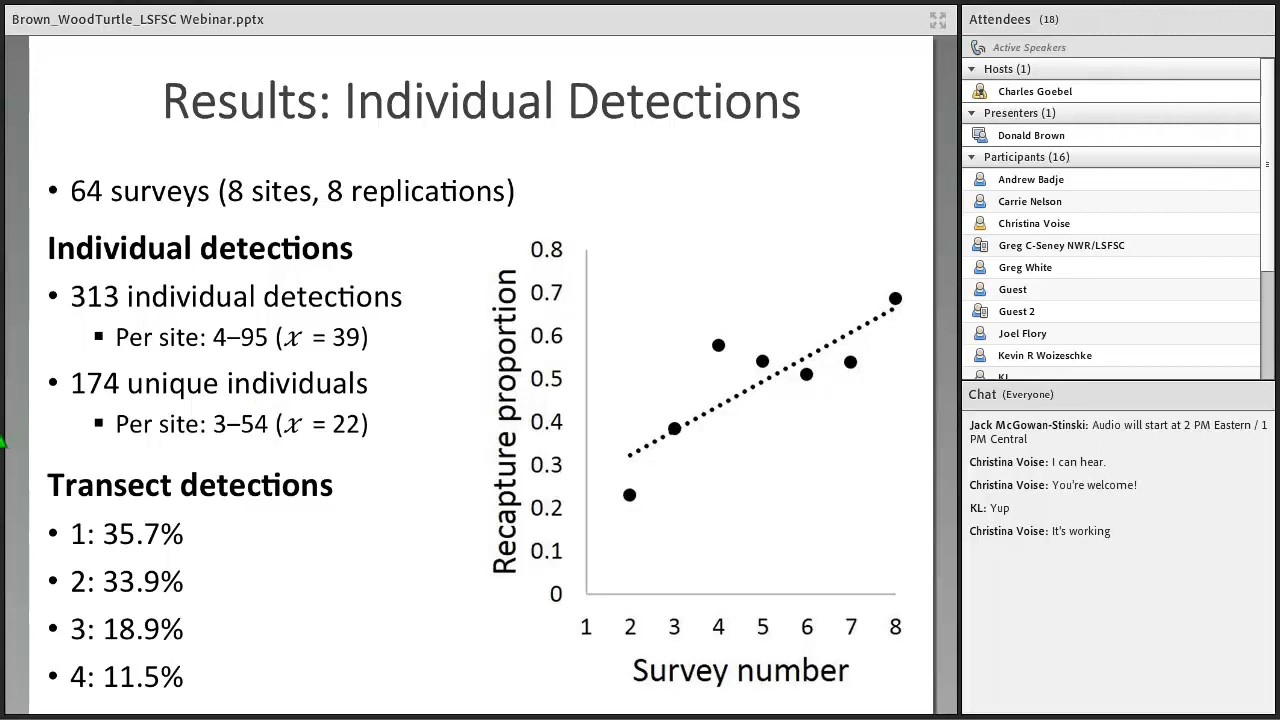 Brown_WoodTurtle_LSFSC Webinar.pptx
Results: Individual Detections
• 64 surveys (8 sites, 8 replications)
Individual detections
• 313 individual detections
▪ Per site: 4–95 (x = 39)
• 174 unique individuals
▪ Per site: 3–54 (x = 22)
Transect detections
• 1: 35.7%
• 2: 33.9%
• 3: 18.9%
• 4: 11.5%
Recapture proportion
0.8
0.7
0.6
0.5
0.4
0.3
0.2
0.1
0
1 2 3 4 5 6 7 8
Survey number
Attendees (18)
Active Speakers
Hosts (1)
Charles Goebel
Presenters (1)
Donald Brown
Participants (16)
Andrew Badje
Carrie Nelson
Christina Voise
Greg C-Seney NWR/LSFSC
Greg White
Guest
Guest 2
Joel Flory
Kevin R Woizeschke
KL
Chat (Everyone)
Jack McGowan-Stinski: Audio will start at 2 PM Eastern / 1
PM Central
Christina Voise: I can hear.
Christina Voise: You're welcome!
KL: Yup
Christina Voise: It's working